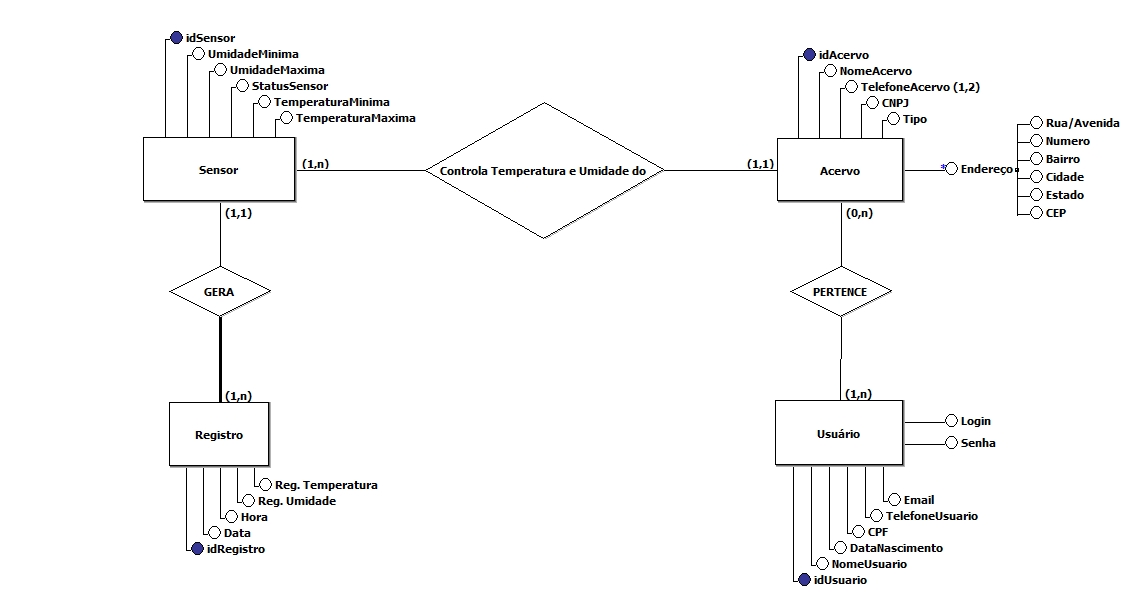 idSensor
UmidadeMinima
UmidadeMaxima
StatusSensor
TemperaturaMinima
TemperaturaMaxima
Sensor
(1,n)
(1,1)
Controla Temperatura e Umidade do
(1,1)
idAcervo
NomeAcervo
TelefoneAcervo (1,2)
CNPJ
Tipo
Acervo
(0,n)
* Endereço
Rua/Avenida
Numero
Bairro
Cidade
Estado
CEP
GERA
PERTENCE
(1,n)
Registro
Reg. Temperatura
Reg. Umidade
Hora
Data
idRegistro
(1,n)
Usuário
Login
Senha
Email
TelefoneUsuario
CPF
DataNascimento
NomeUsuario
idUsuario